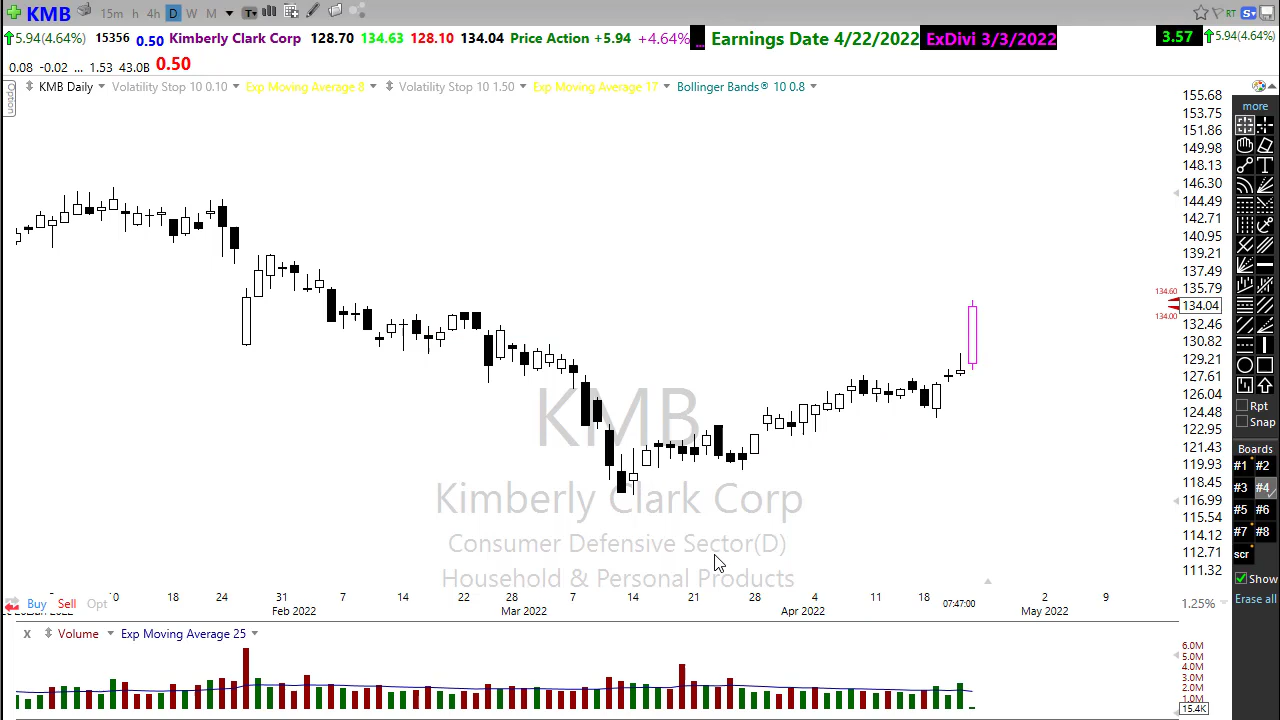 KMB 15m h 4h D W M T RT S
5.94(4.64%) 15356 0.50 Kimberly Clark Corp 128.70 134.63 128.10 134.04 Price Action +5.94 +4.64% ... Earnings Date 4/22/2022 ExDivi 3/3/2022 3.57 5.94(4.64%)
0.08 -0.02 ... 1.53 43.0B 0.50
Option KMB Daily Volatility Stop 10 0.10 Exp Moving Average 8 Volatility Stop 10 1.50 Exp Moving Average 17 Bollinger Bands® 10 0.8
155.68
more
153.75
151.86
149.98
148.13
146.30
144.49
142.71
140.95
139.21
137.49
135.79
134.60
134.04
134.00
132.46
130.82
129.21
127.61
126.04
Rpt
124.48
Snap
122.95
121.43
119.93
118.45
116.99
115.54
114.12
112.71
111.32
KMB
Kimberly Clark Corp
Consumer Defensive Sector(D)
Household & Personal Products
Boards
#1 #2
#3 #4
#5 #6
#7 #8
scr
Show
Erase all
Buy Sell Opt
18 24 31 7 14 22 28 7 14 21 28 4 11 18 07:47:00 2 9
Feb 2022 Mar 2022 Apr 2022 May 2022
1.25%
X Volume Exp Moving Average 25
6.0M
5.0M
4.0M
3.0M
2.0M
1.0M
15.4K